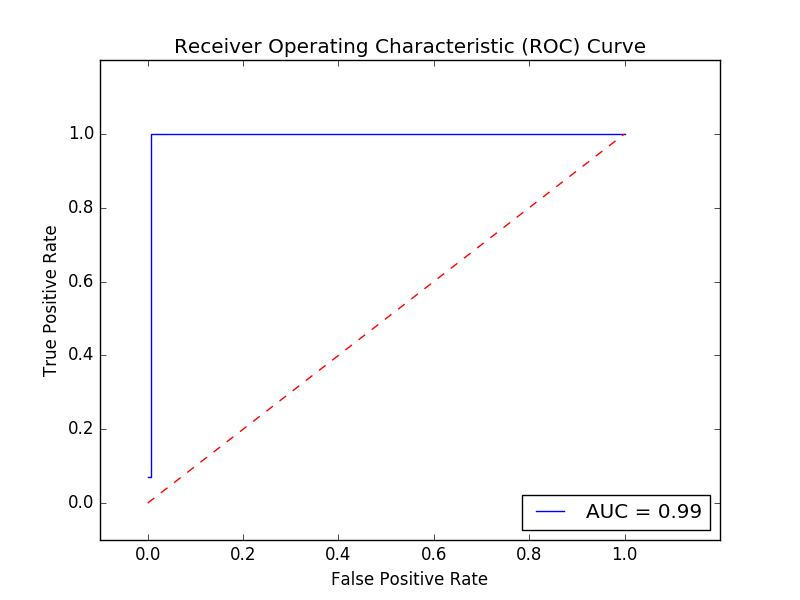 Receiver Operating Characteristic (ROC) Curve
1.0
0.8
0.6
0.4
0.2
0.0
True Positive Rate
AUC = 0.99
0.0 0.2 0.4 0.6 0.8 1.0
False Positive Rate